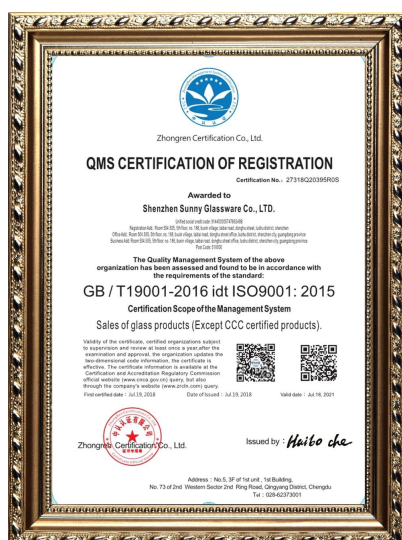 Zhongren Certification Co., Ltd.
QMS CERTIFICATION OF REGISTRATION
Certification No.: 27318Q20395R0S
Awarded to
Shenzhen Sunny Glassware Co., LTD.
The Quality Management System of the above
organization has been assessed and found to be in accordance with
the requirements of the standard:
GB / T19001-2016 idt ISO9001: 2015
Certification Scope of the Management System
Sales of glass products (Except CCC certified products).
Validity of the certificate, certified organizations subject
to supervision and review at least once a year,after the
examination and approval, the organization updates the
two-dimensional code information, the certificate is
effective. The certificate information is available at the
Certification and Accreditation Regulatory Commission
official website (www.cnca.gov.cn) query, but also
through the company's website (www.zrcln.com) query.
First certified date : Jul.19, 2018 Date of Issued : Jul.19, 2018 Valid date : Jul.18, 2021
Zhongren Certification Co., Ltd.
Issued by : Haibo che
Address : No.5, 3F of 1st unit , 1st Building,
No. 73 of 2nd Western Sector 2nd Ring Road, Qingyang District, Chengdu
Tel : 028-62373001